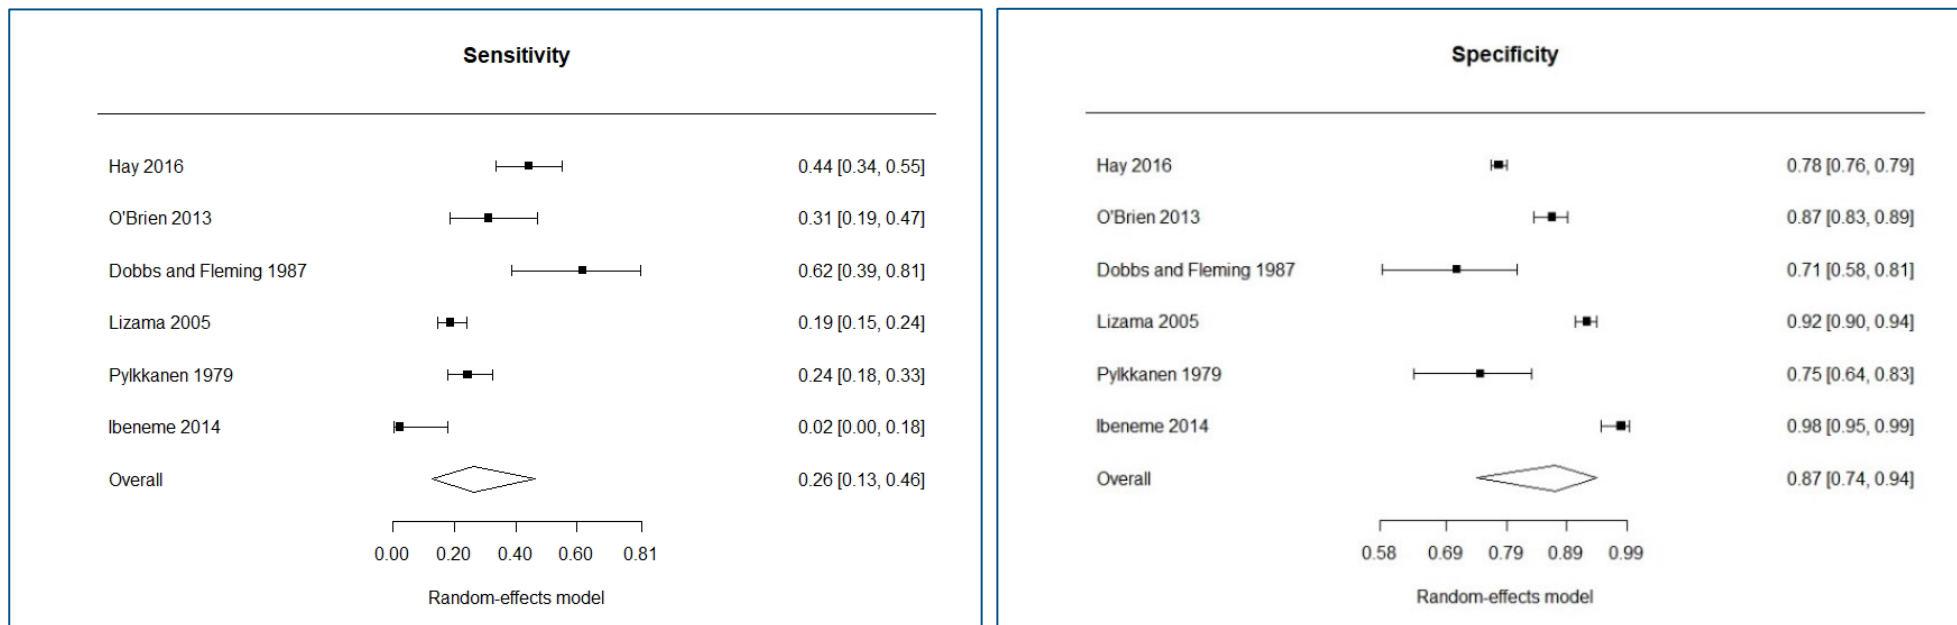 Sensitivity
Hay 2016 0.44 [0.34, 0.55]
O'Brien 2013 0.31 [0.19, 0.47]
Dobbs and Fleming 1987 0.62 [0.39, 0.81]
Lizama 2005 0.19 [0.15, 0.24]
Pylkkanen 1979 0.24 [0.18, 0.33]
Ibeneme 2014 0.02 [0.00, 0.18]
Overall 0.26 [0.13, 0.46]
0.00 0.20 0.40 0.60 0.81
Random-effects model
Specificity
Hay 2016 0.78 [0.76, 0.79]
O'Brien 2013 0.87 [0.83, 0.89]
Dobbs and Fleming 1987 0.71 [0.58, 0.81]
Lizama 2005 0.92 [0.90, 0.94]
Pylkkanen 1979 0.75 [0.64, 0.83]
Ibeneme 2014 0.98 [0.95, 0.99]
Overall 0.87 [0.74, 0.94]
0.58 0.69 0.79 0.89 0.99
Random-effects model